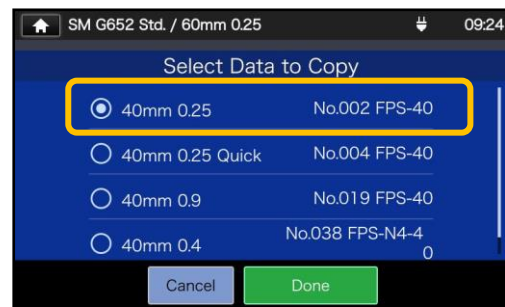 SM G652 Std. / 60mm 0.25 09:24
Select Data to Copy
40mm 0.25 No.002 FPS-40
40mm 0.25 Quick No.004 FPS-40
40mm 0.9 No.019 FPS-40
40mm 0.4 No.038 FPS-N4-4
0
Cancel Done